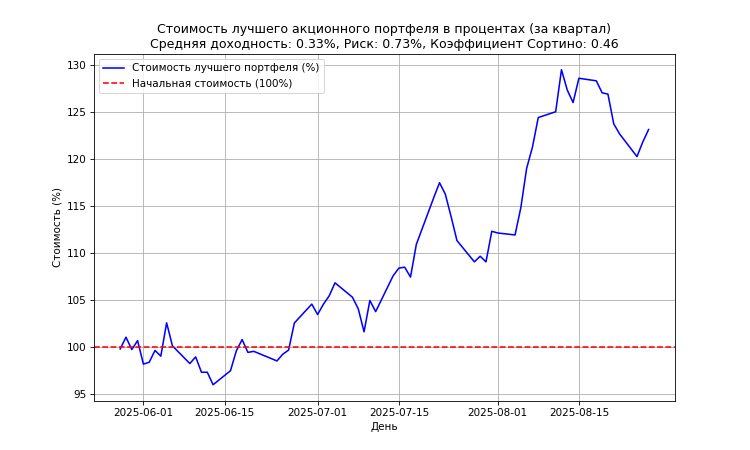 Стоимость лучшего акционного портфеля в процентах (за квартал)
Средняя доходность: 0.33%, Риск: 0.73%, Коэффициент Сортино: 0.46
Стоимость лучшего портфеля (%)
Начальная стоимость (100%)
Стоимость (%)
130
125
120
115
110
105
100
95
2025-06-01
2025-06-15
2025-07-01
2025-07-15
2025-08-01
2025-08-15
День